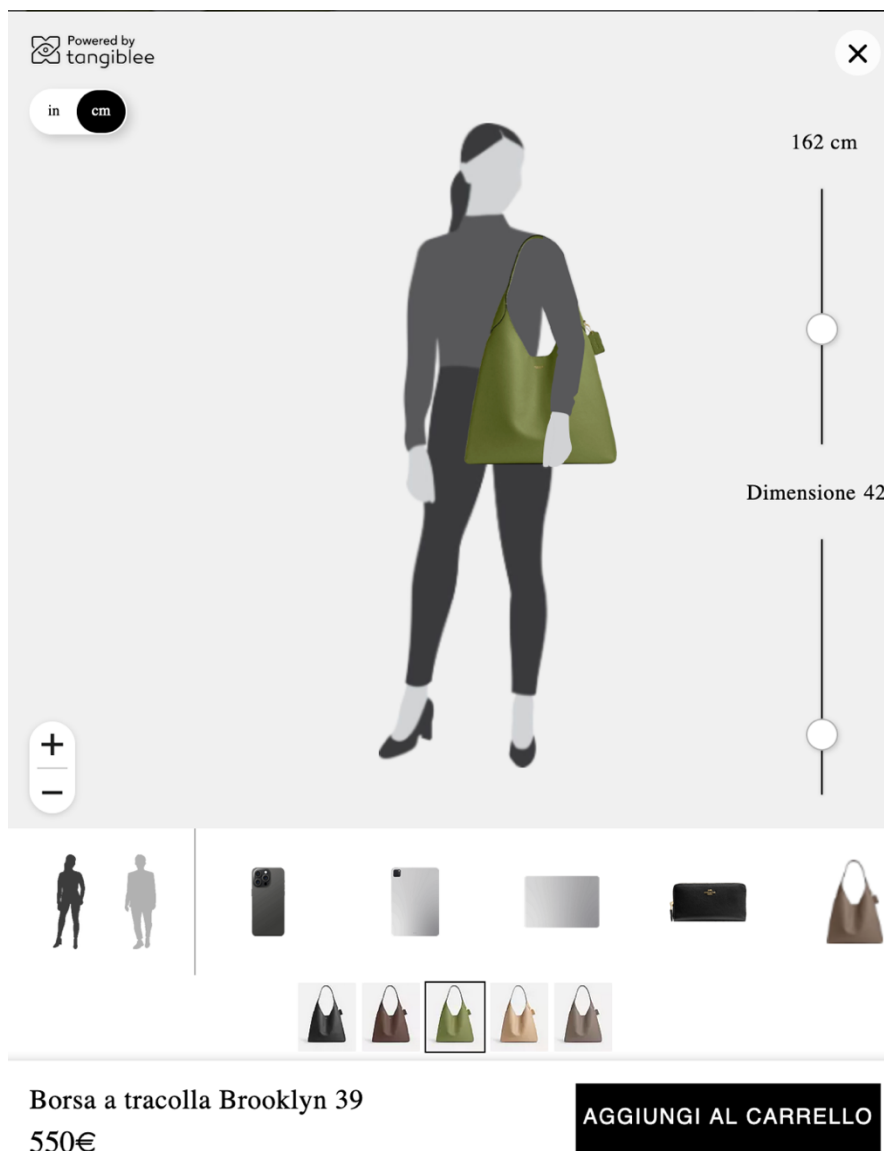 Powered by
tangiblee
in cm
162 cm
Dimensione 42
Borsa a tracolla Brooklyn 39
550€
AGGIUNGI AL CARRELLO